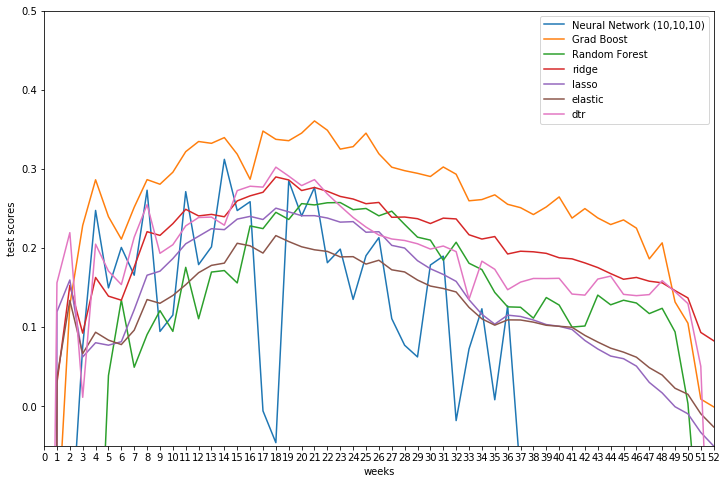 0.5
0.4
0.3
0.2
0.1
0.0
test scores
Neural Network (10,10,10)
Grad Boost
Random Forest
ridge
lasso
elastic
dtr
0 1 2 3 4 5 6 7 8 9 10 11 12 13 14 15 16 17 18 19 20 21 22 23 24 25 26 27 28 29 30 31 32 33 34 35 36 37 38 39 40 41 42 43 44 45 46 47 48 49 50 51 52
weeks